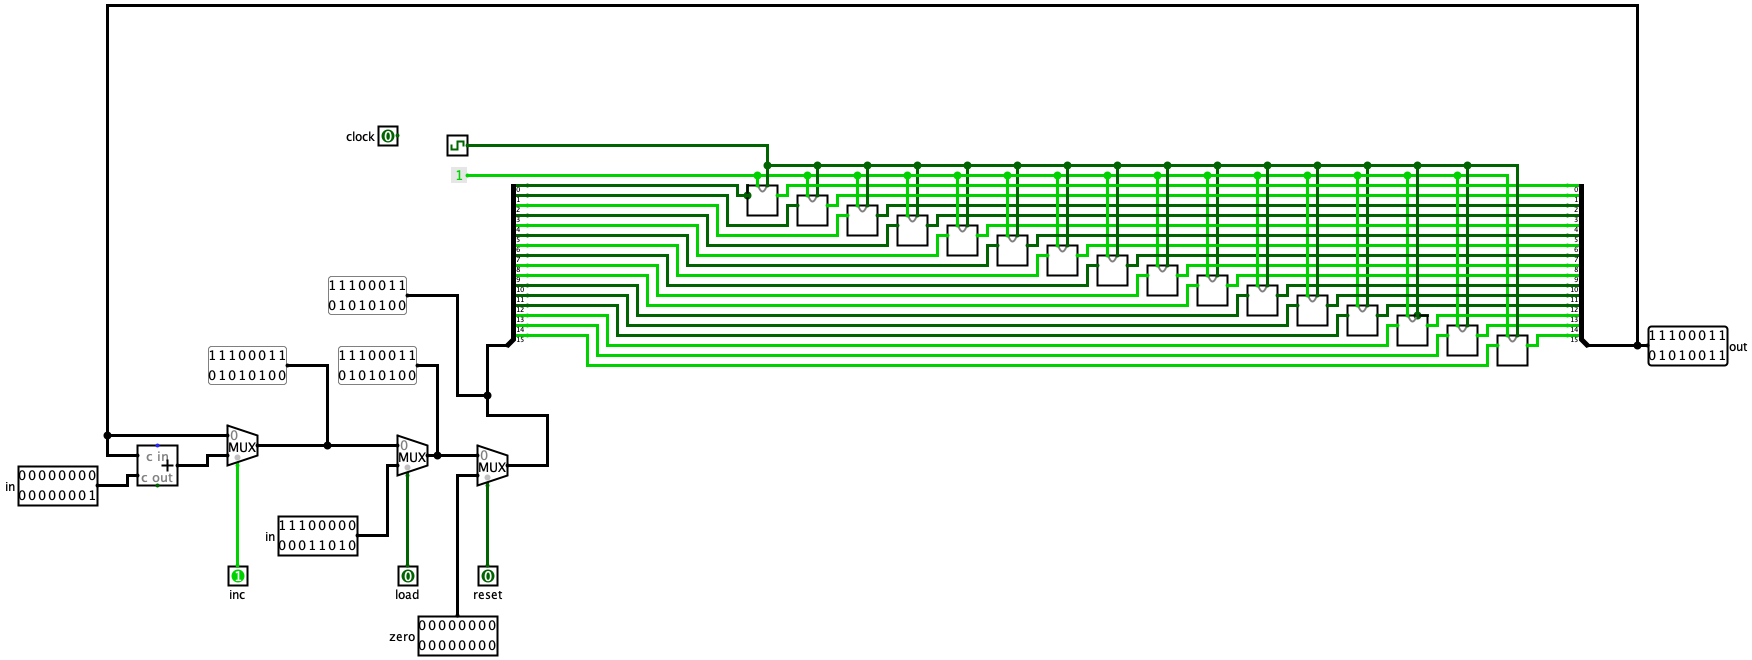 clock 0
1
0 1 2 3 4 5 6 7 8 9 10 11 12 13 14 15
0 1 2 3 4 5 6 7 8 9 10 11 12 13 14 15
11100011
01010100
11100011
01010011
out
11100011
01010100
11100011
01010100
0
MUX
0
MUX
0
MUX
c in
+
c out
in
00000000
00000001
in
11100000
00011010
1
0
0
inc
load
reset
zero
00000000
00000000